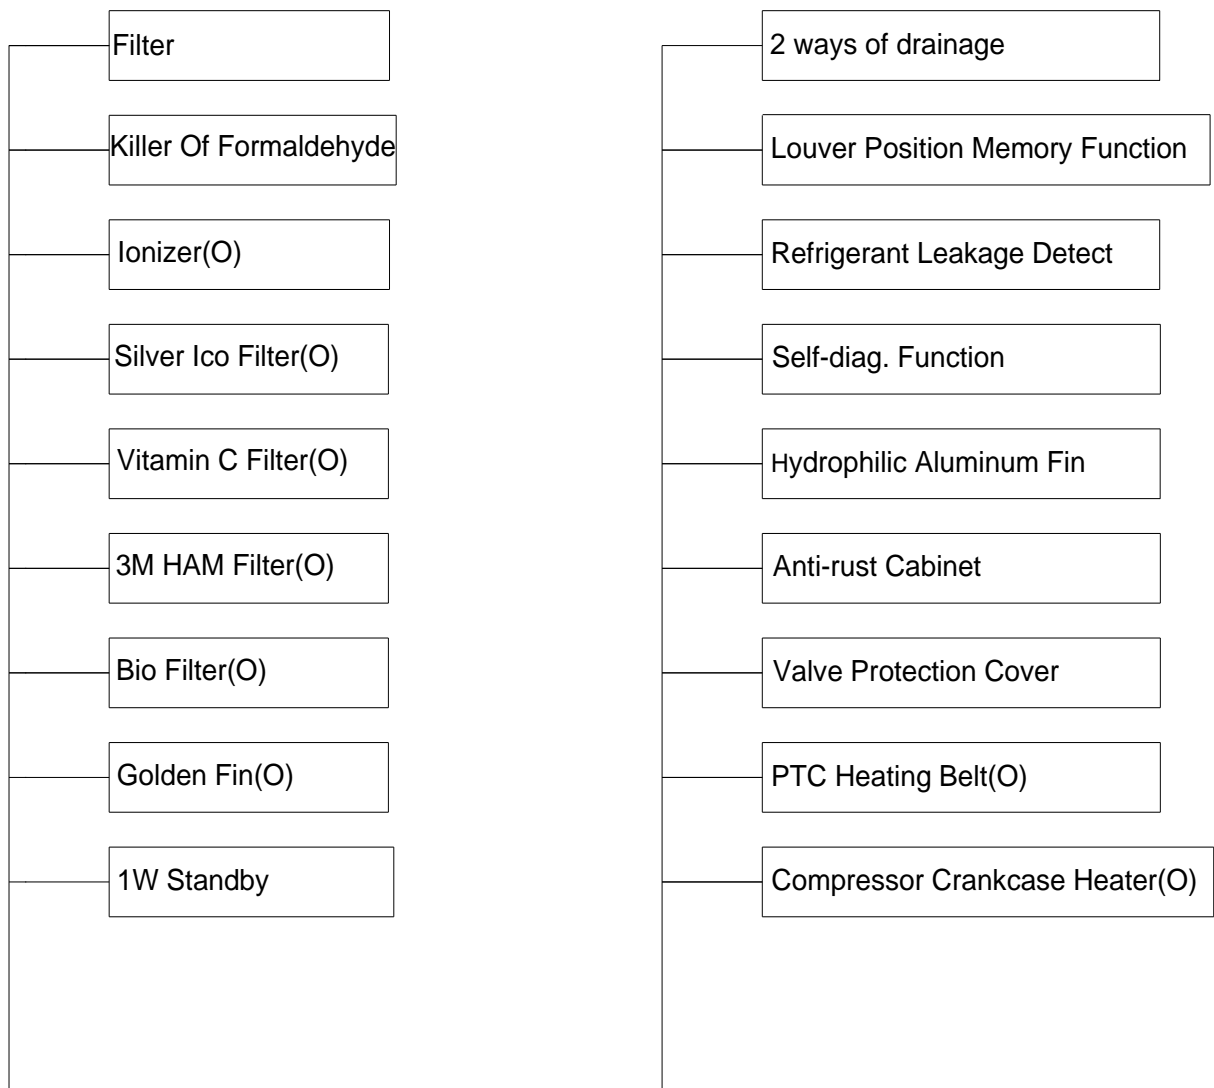 Filter
Killer Of Formaldehyde
Ionizer(O)
Silver Ico Filter(O)
Vitamin C Filter(O)
3M HAM Filter(O)
Bio Filter(O)
Golden Fin(O)
1W Standby
2 ways of drainage
Louver Position Memory Function
Refrigerant Leakage Detect
Self-diag. Function
Hydrophilic Aluminum Fin
Anti-rust Cabinet
Valve Protection Cover
PTC Heating Belt(O)
Compressor Crankcase Heater(O)